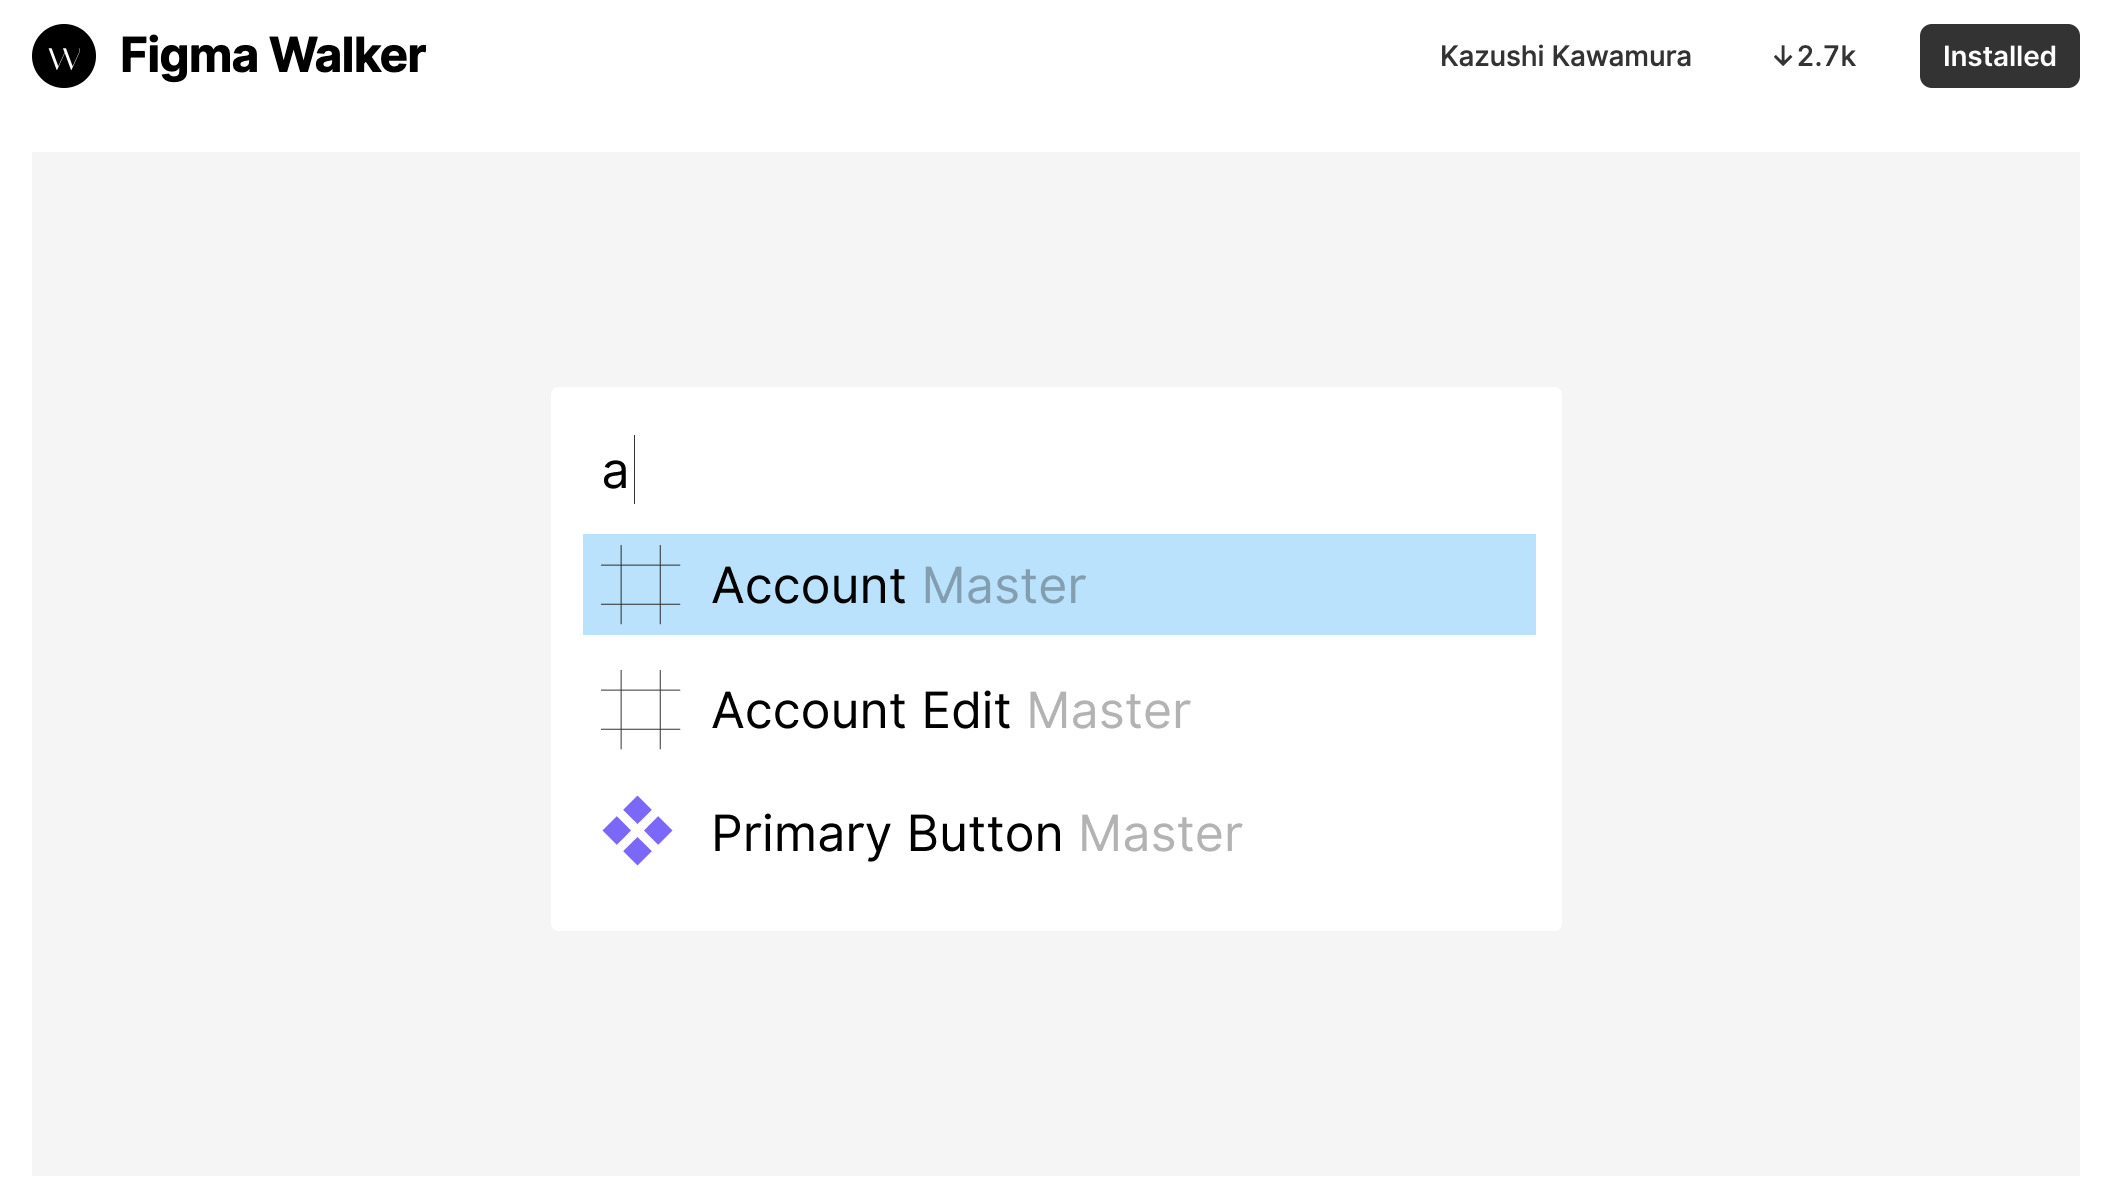 W Figma Walker
Kazushi Kawamura
↓2.7k
Installed
a
Account Master
Account Edit Master
Primary Button Master